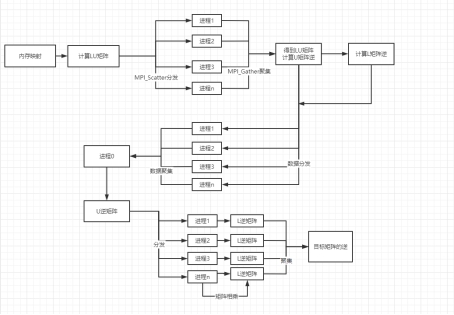 内存映射
计算LU矩阵
MPI_Scatter分发
进程1
进程2
进程3
进程n
MPI_Gather聚集
得到LU矩阵
计算U矩阵逆
计算L矩阵逆
进程1
进程2
进程3
进程n
数据分发
数据聚集
进程0
U逆矩阵
分发
进程1
L逆矩阵
进程2
L逆矩阵
进程3
L逆矩阵
进程n
L逆矩阵
矩阵相乘
聚集
目标矩阵的逆